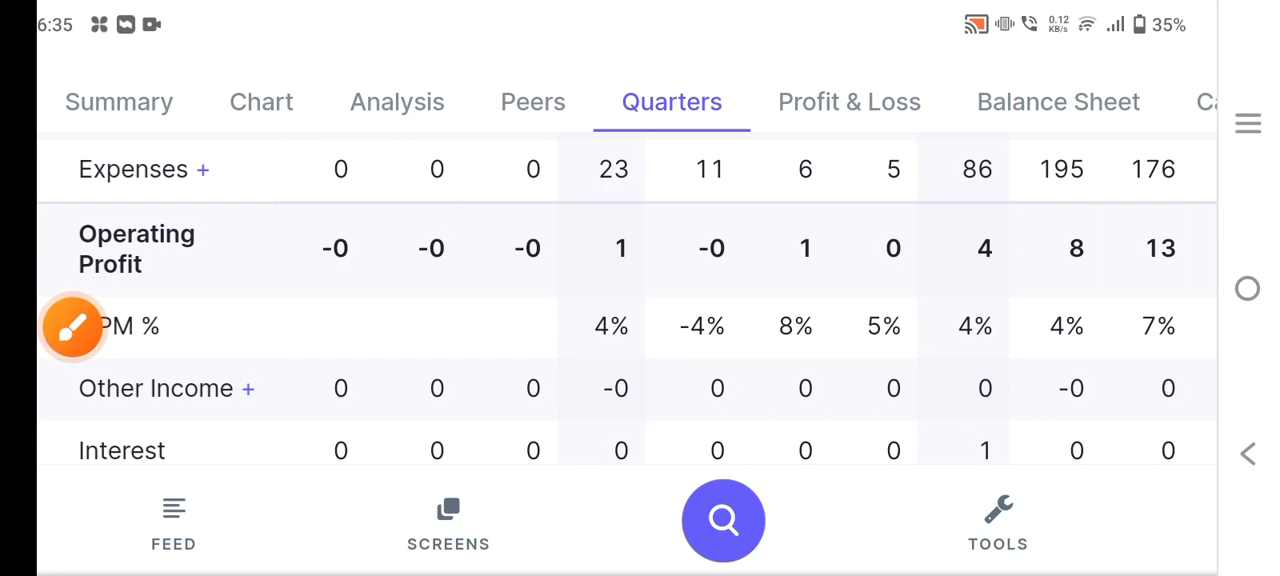 6:35 0.12 KB/s 35%
Summary Chart Analysis Peers Quarters Profit & Loss Balance Sheet Ca
Expenses + 0 0 0 23 11 6 5 86 195 176
Operating
Profit -0 -0 -0 1 -0 1 0 4 8 13
PM % 4% -4% 8% 5% 4% 4% 7%
Other Income + 0 0 0 -0 0 0 0 0 -0 0
Interest 0 0 0 0 0 0 0 1 0 0
FEED SCREENS TOOLS